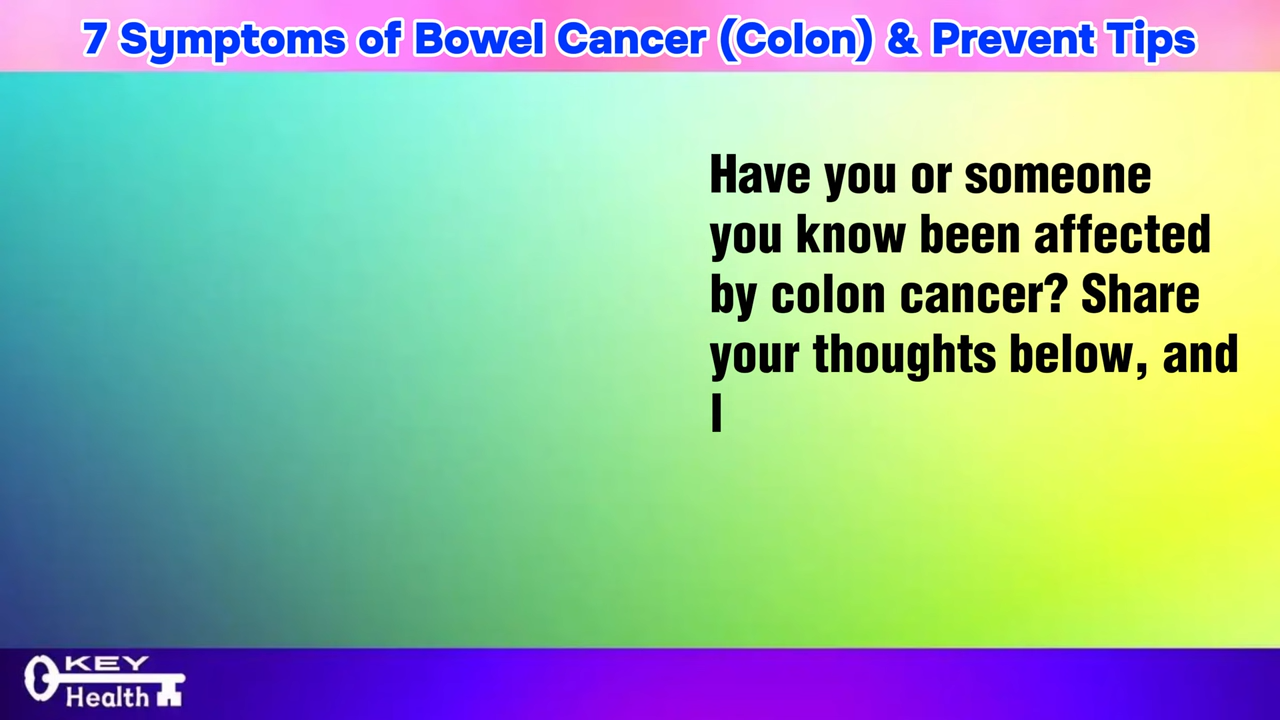 7 Symptoms of Bowel Cancer (Colon) & Prevent Tips
Have you or someone
you know been affected
by colon cancer? Share
your thoughts below, and
I
KEY
Health